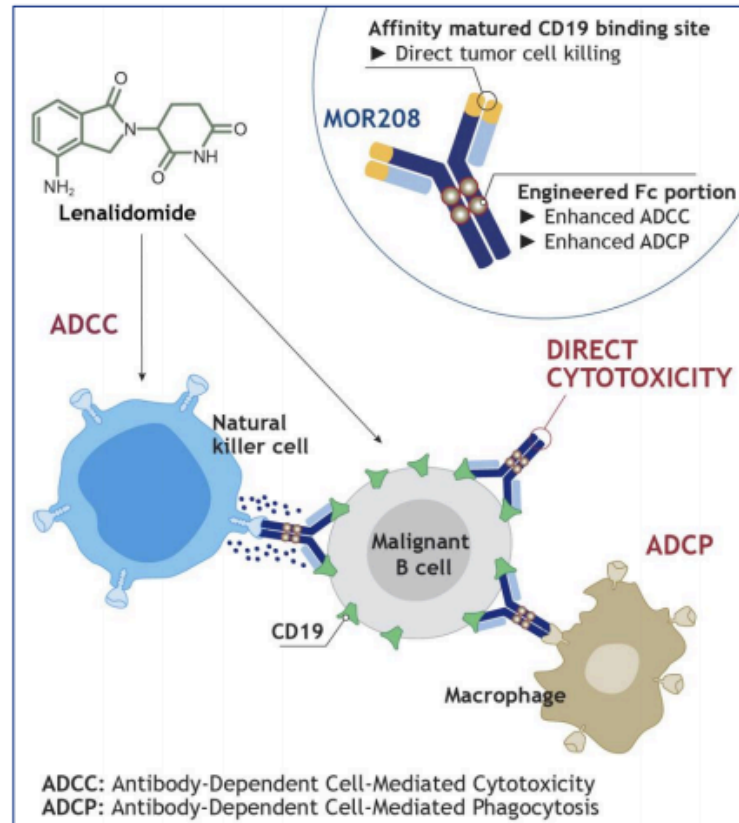 Affinity matured CD19 binding site
► Direct tumor cell killing
MOR208
Engineered Fc portion
► Enhanced ADCC
► Enhanced ADCP
O
N
O
NH
O
NH₂
Lenalidomide
ADCC
DIRECT
CYTOTOXICITY
Natural
killer cell
Malignant
B cell
ADCP
CD19
Macrophage
ADCC: Antibody-Dependent Cell-Mediated Cytotoxicity
ADCP: Antibody-Dependent Cell-Mediated Phagocytosis